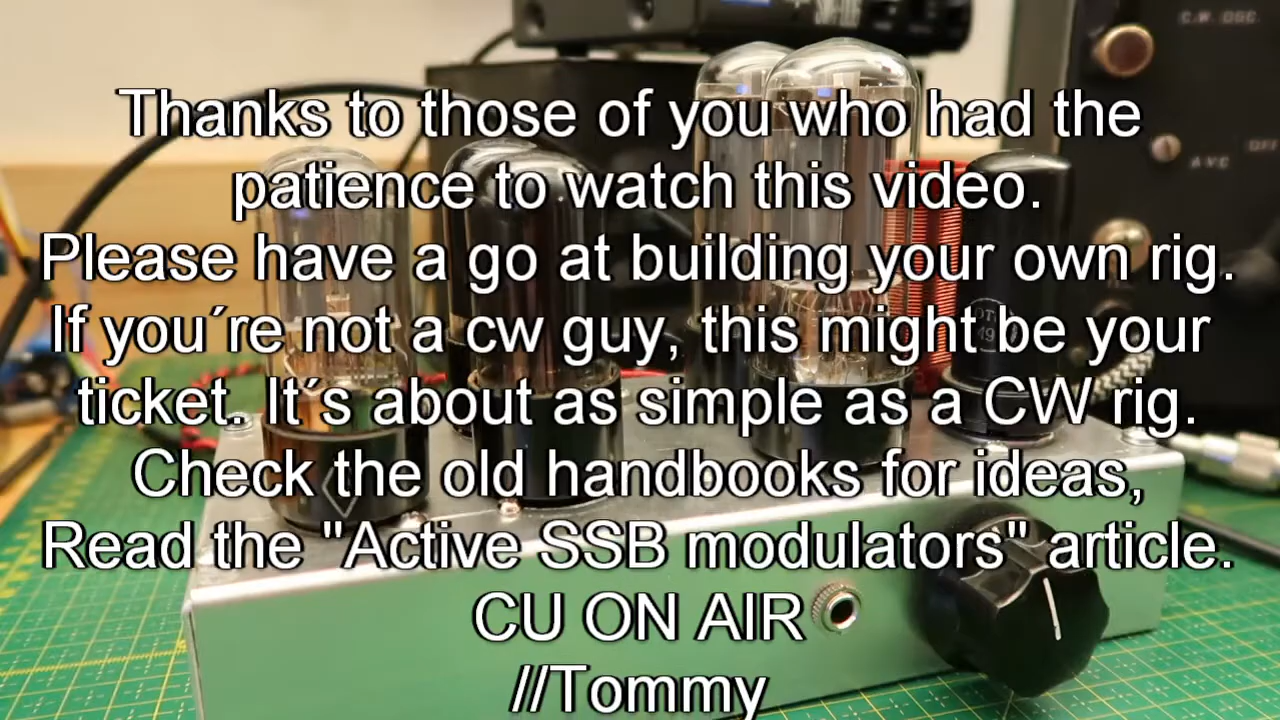 C.W. OSC.
Thanks to those of you who had the
patience to watch this video.
A.V.C
OFF
Please have a go at building your own rig.
If you´re not a cw guy, this might be your
ticket. It´s about as simple as a CW rig.
Check the old handbooks for ideas,
Read the "Active SSB modulators" article.
CU ON AIR
//Tommy